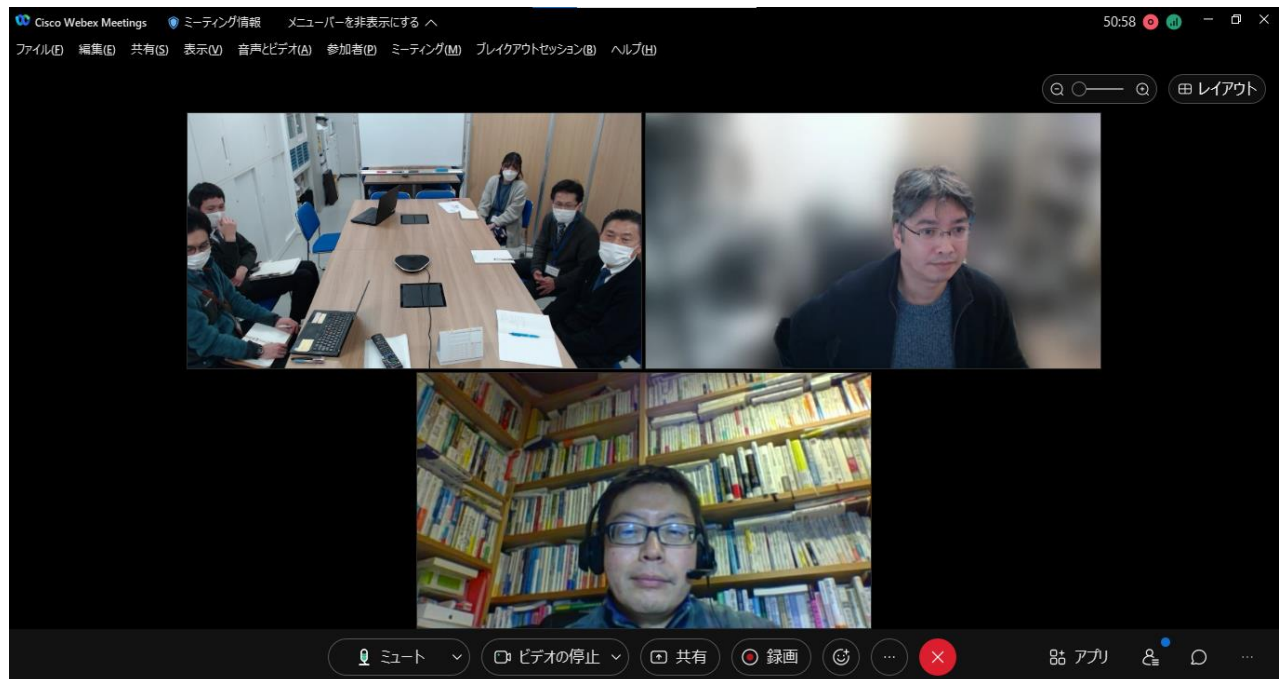 Cisco Webex Meetings ミーティング情報 メニューバーを非表示にする 50:58
ファイル(F) 編集(E) 共有(S) 表示(V) 音声とビデオ(A) 参加者(P) ミーティング(M) ブレイクアウトセッション(B) ヘルプ(H)
レイアウト
ミュート ビデオの停止 共有 録画 アプリ